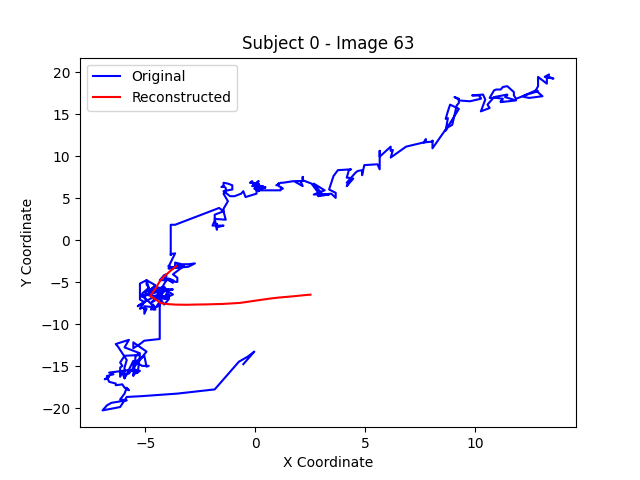 Subject 0 - Image 63
Original
Reconstructed
20
15
10
5
0
−5
−10
−15
−20
Y Coordinate
−5
0
5
10
X Coordinate